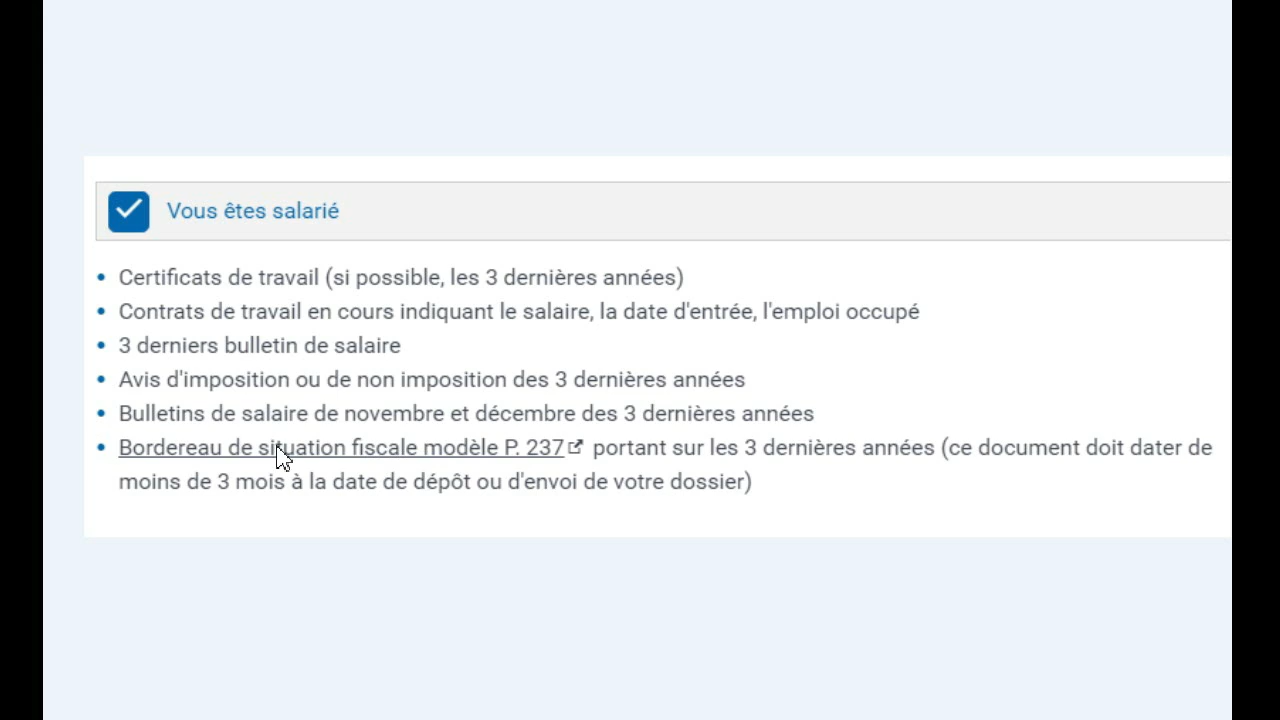 Vous êtes salarié
Certificats de travail (si possible, les 3 dernières années)
Contrats de travail en cours indiquant le salaire, la date d'entrée, l'emploi occupé
3 derniers bulletin de salaire
Avis d'imposition ou de non imposition des 3 dernières années
Bulletins de salaire de novembre et décembre des 3 dernières années
Bordereau de situation fiscale modèle P. 237 portant sur les 3 dernières années (ce document doit dater de
moins de 3 mois à la date de dépôt ou d'envoi de votre dossier)